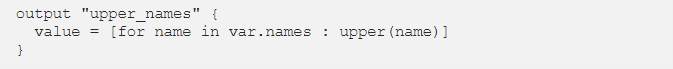 output "upper_names" {
  value = [for name in var.names : upper(name)]
}